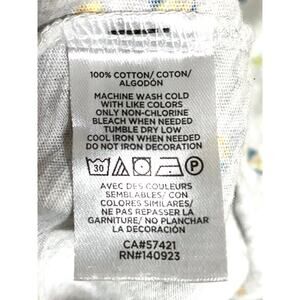 100% COTTON/ COTON/
ALGODÓN
MACHINE WASH COLD
WITH LIKE COLORS
ONLY NON-CHLORINE
BLEACH WHEN NEEDED
TUMBLE DRY LOW
COOL IRON WHEN NEEDED
DO NOT IRON DECORATION
30 P
AVEC DES COULEURS
SEMBLABLES/ CON
COLORES SIMILARES/
NE PAS REPASSER LA
GARNITURE/ NO PLANCHAR
LA DECORACIÓN
CA#57421
RN#140923